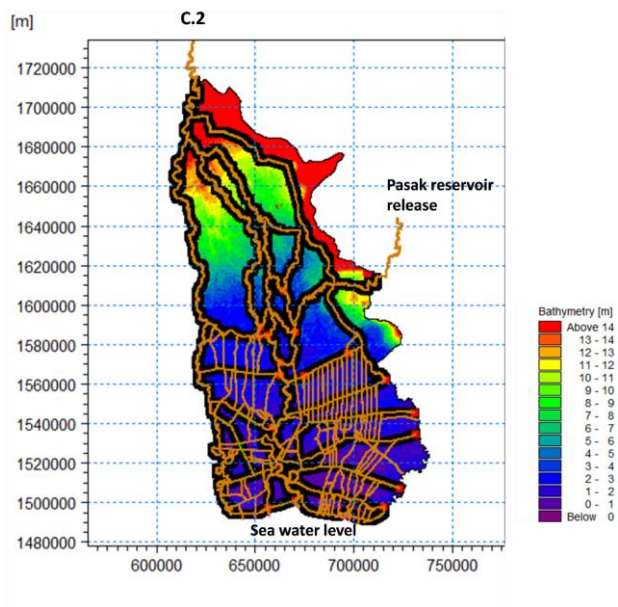 [m]
C.2
1720000
1700000
1680000
1660000
1640000
1620000
1600000
1580000
1560000
1540000
1520000
1500000
1480000
Pasak reservoir
release
Sea water level
600000 650000 700000 750000
Bathymetry [m]
Above 14
13 - 14
12 - 13
11 - 12
10 - 11
9 - 10
8 - 9
7 - 8
6 - 7
5 - 6
4 - 5
3 - 4
2 - 3
1 - 2
0 - 1
Below 0